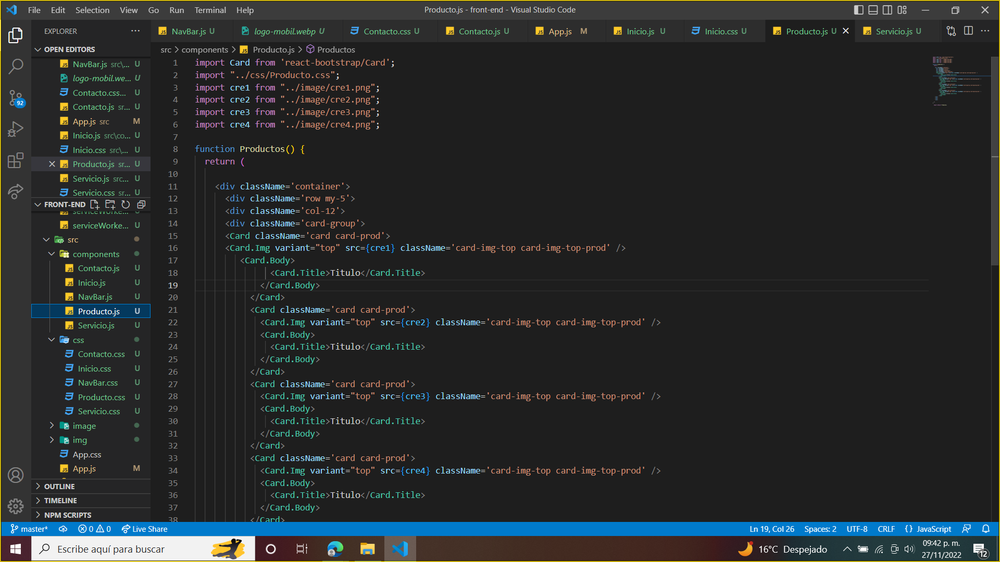 File Edit Selection View Go Run Terminal Help
Producto.js - front-end - Visual Studio Code
EXPLORER
NavBar.js U
logo-mobil.webp U
Contacto.css U
Contacto.js U
App.js M
Inicio.js U
Inicio.css U
Producto.js U
Servicio.js U
OPEN EDITORS
NavBar.js src\... U
logo-mobil.we... U
Contacto.css... U
Contacto.js sr... U
App.js src M
Inicio.js src\co... U
Inicio.css src\... U
Producto.js sr... U
Servicio.js src... U
Servicio.css sr... U
FRONT-END
serviceWorke... U
serviceWorke... U
src
components
Contacto.js U
Inicio.js U
NavBar.js U
Producto.js U
Servicio.js U
css
Contacto.css U
Inicio.css U
NavBar.css U
Producto.css U
Servicio.css U
image
img
App.css
App.js M
OUTLINE
TIMELINE
NPM SCRIPTS
92
src > components > Producto.js > Productos
1 import Card from 'react-bootstrap/Card';
2 import "../css/Producto.css";
3 import cre1 from "../image/cre1.png";
4 import cre2 from "../image/cre2.png";
5 import cre3 from "../image/cre3.png";
6 import cre4 from "../image/cre4.png";
7
8 function Productos() {
9 return (
10
11 <div className='container'>
12 <div className='row my-5'>
13 <div className='col-12'>
14 <div className='card-group'>
15 <Card className='card card-prod'>
16 <Card.Img variant="top" src={cre1} className='card-img-top card-img-top-prod' />
17 <Card.Body>
18 <Card.Title>Titulo</Card.Title>
19 </Card.Body>
20 </Card>
21 <Card className='card card-prod'>
22 <Card.Img variant="top" src={cre2} className='card-img-top card-img-top-prod' />
23 <Card.Body>
24 <Card.Title>Titulo</Card.Title>
25 </Card.Body>
26 </Card>
27 <Card className='card card-prod'>
28 <Card.Img variant="top" src={cre3} className='card-img-top card-img-top-prod' />
29 <Card.Body>
30 <Card.Title>Titulo</Card.Title>
31 </Card.Body>
32 </Card>
33 <Card className='card card-prod'>
34 <Card.Img variant="top" src={cre4} className='card-img-top card-img-top-prod' />
35 <Card.Body>
36 <Card.Title>Titulo</Card.Title>
37 </Card.Body>
38 </Card>
master* 0 0 Live Share
Ln 19, Col 26 Spaces: 2 UTF-8 CRLF {} JavaScript
Escribe aquí para buscar
16°C Despejado
09:42 p. m.
27/11/2022
12